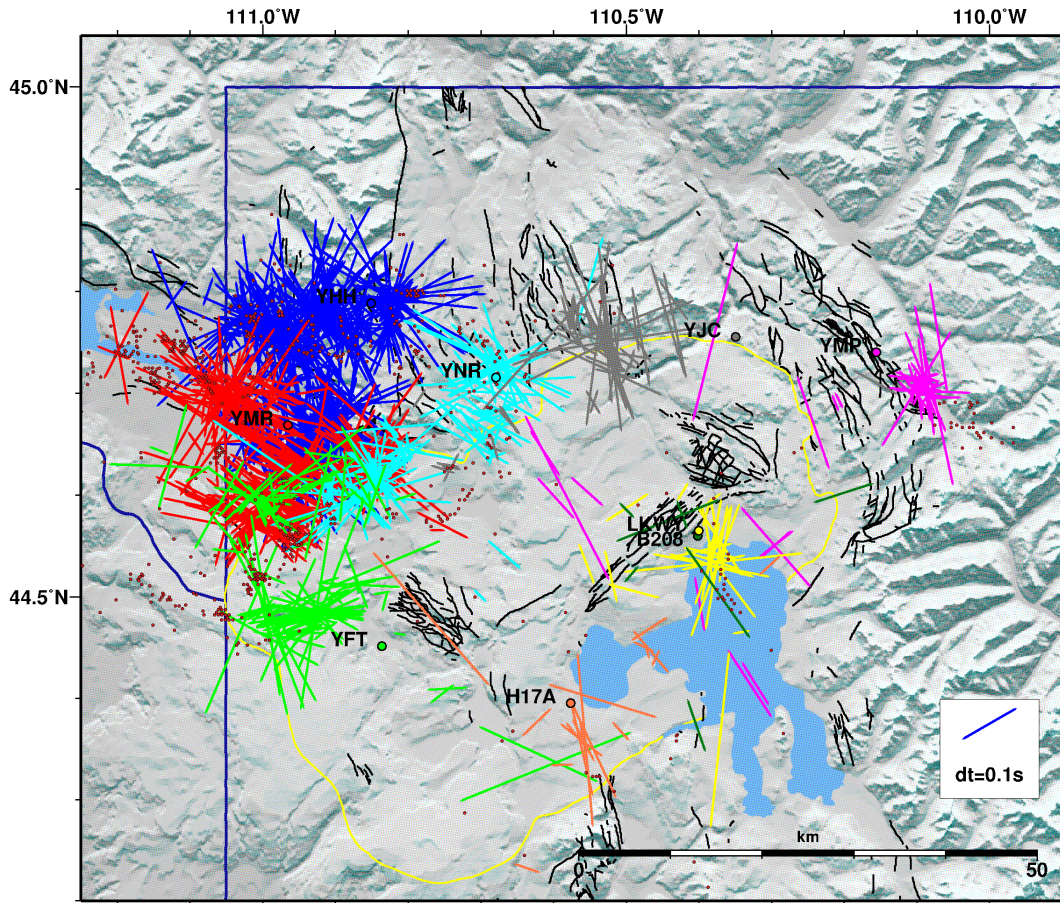 111.0˚W 110.5˚W 110.0˚W
45.0˚N
YHH
YJC
YMP
YNR
YMR
LKWY
B208
44.5˚N
YFT
H17A
dt=0.1s
km
0 50